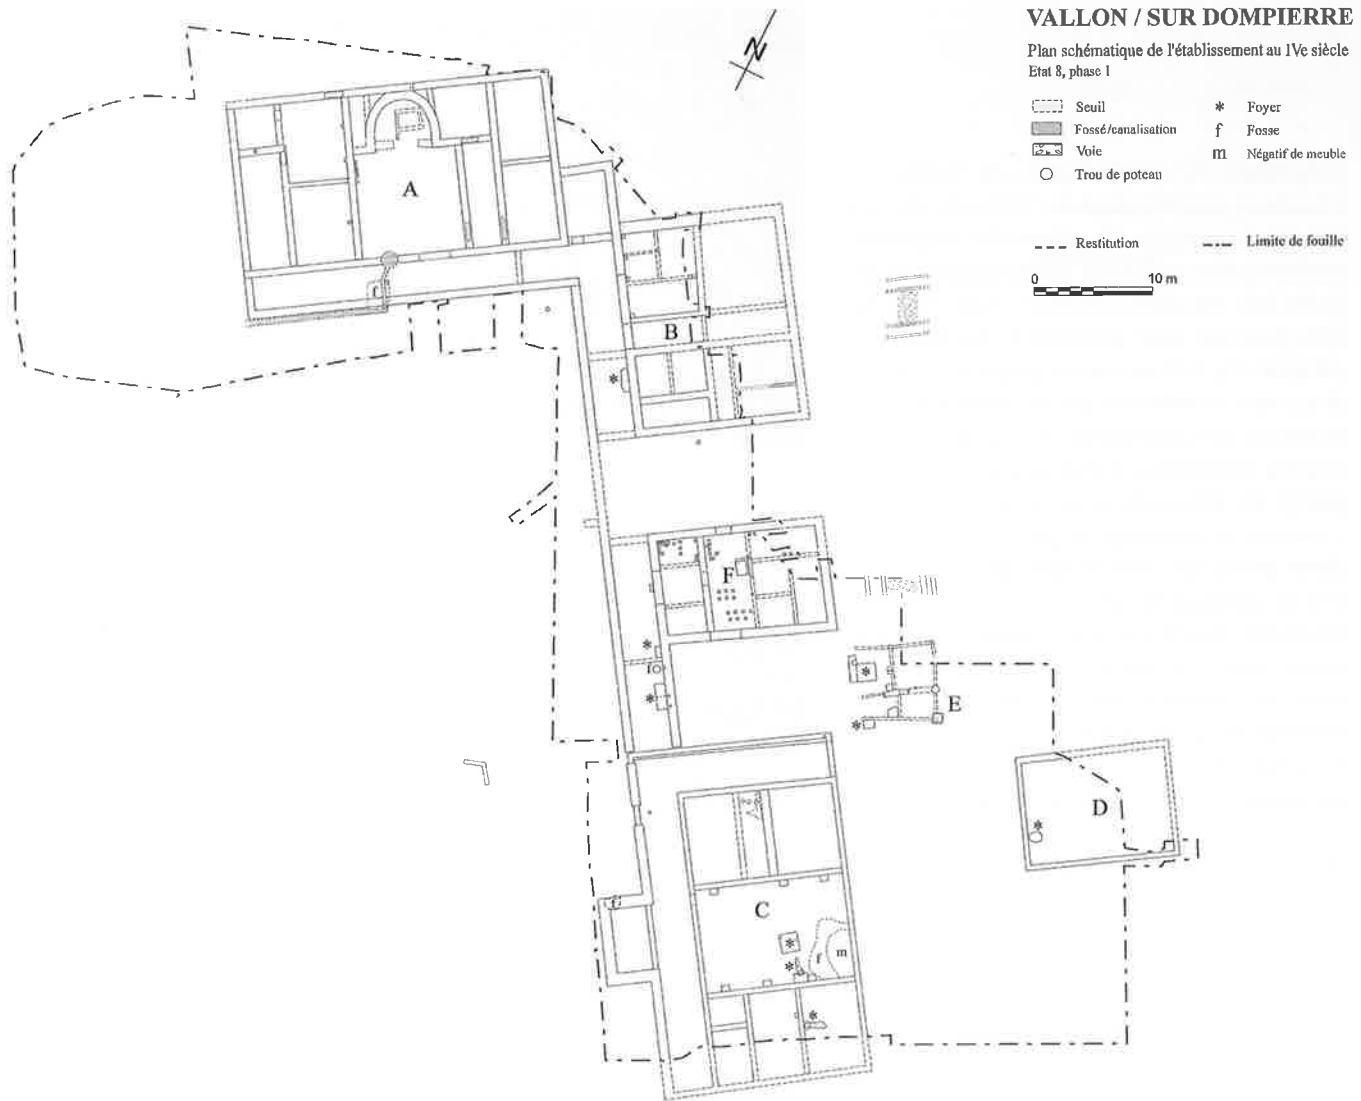 VALLON / SUR DOMPIERRE
Plan schématique de l'établissement au IVe siècle
Etat 8, phase 1
Seuil
* Foyer
Fossé/canalisation
f Fosse
Voie
m Négatif de meuble
Trou de poteau
Restitution
Limite de fouille
0 10 m
N
A
f
B
*
F
*
f
*
*
E
*
D
*
f
C
*
*
f
m
*